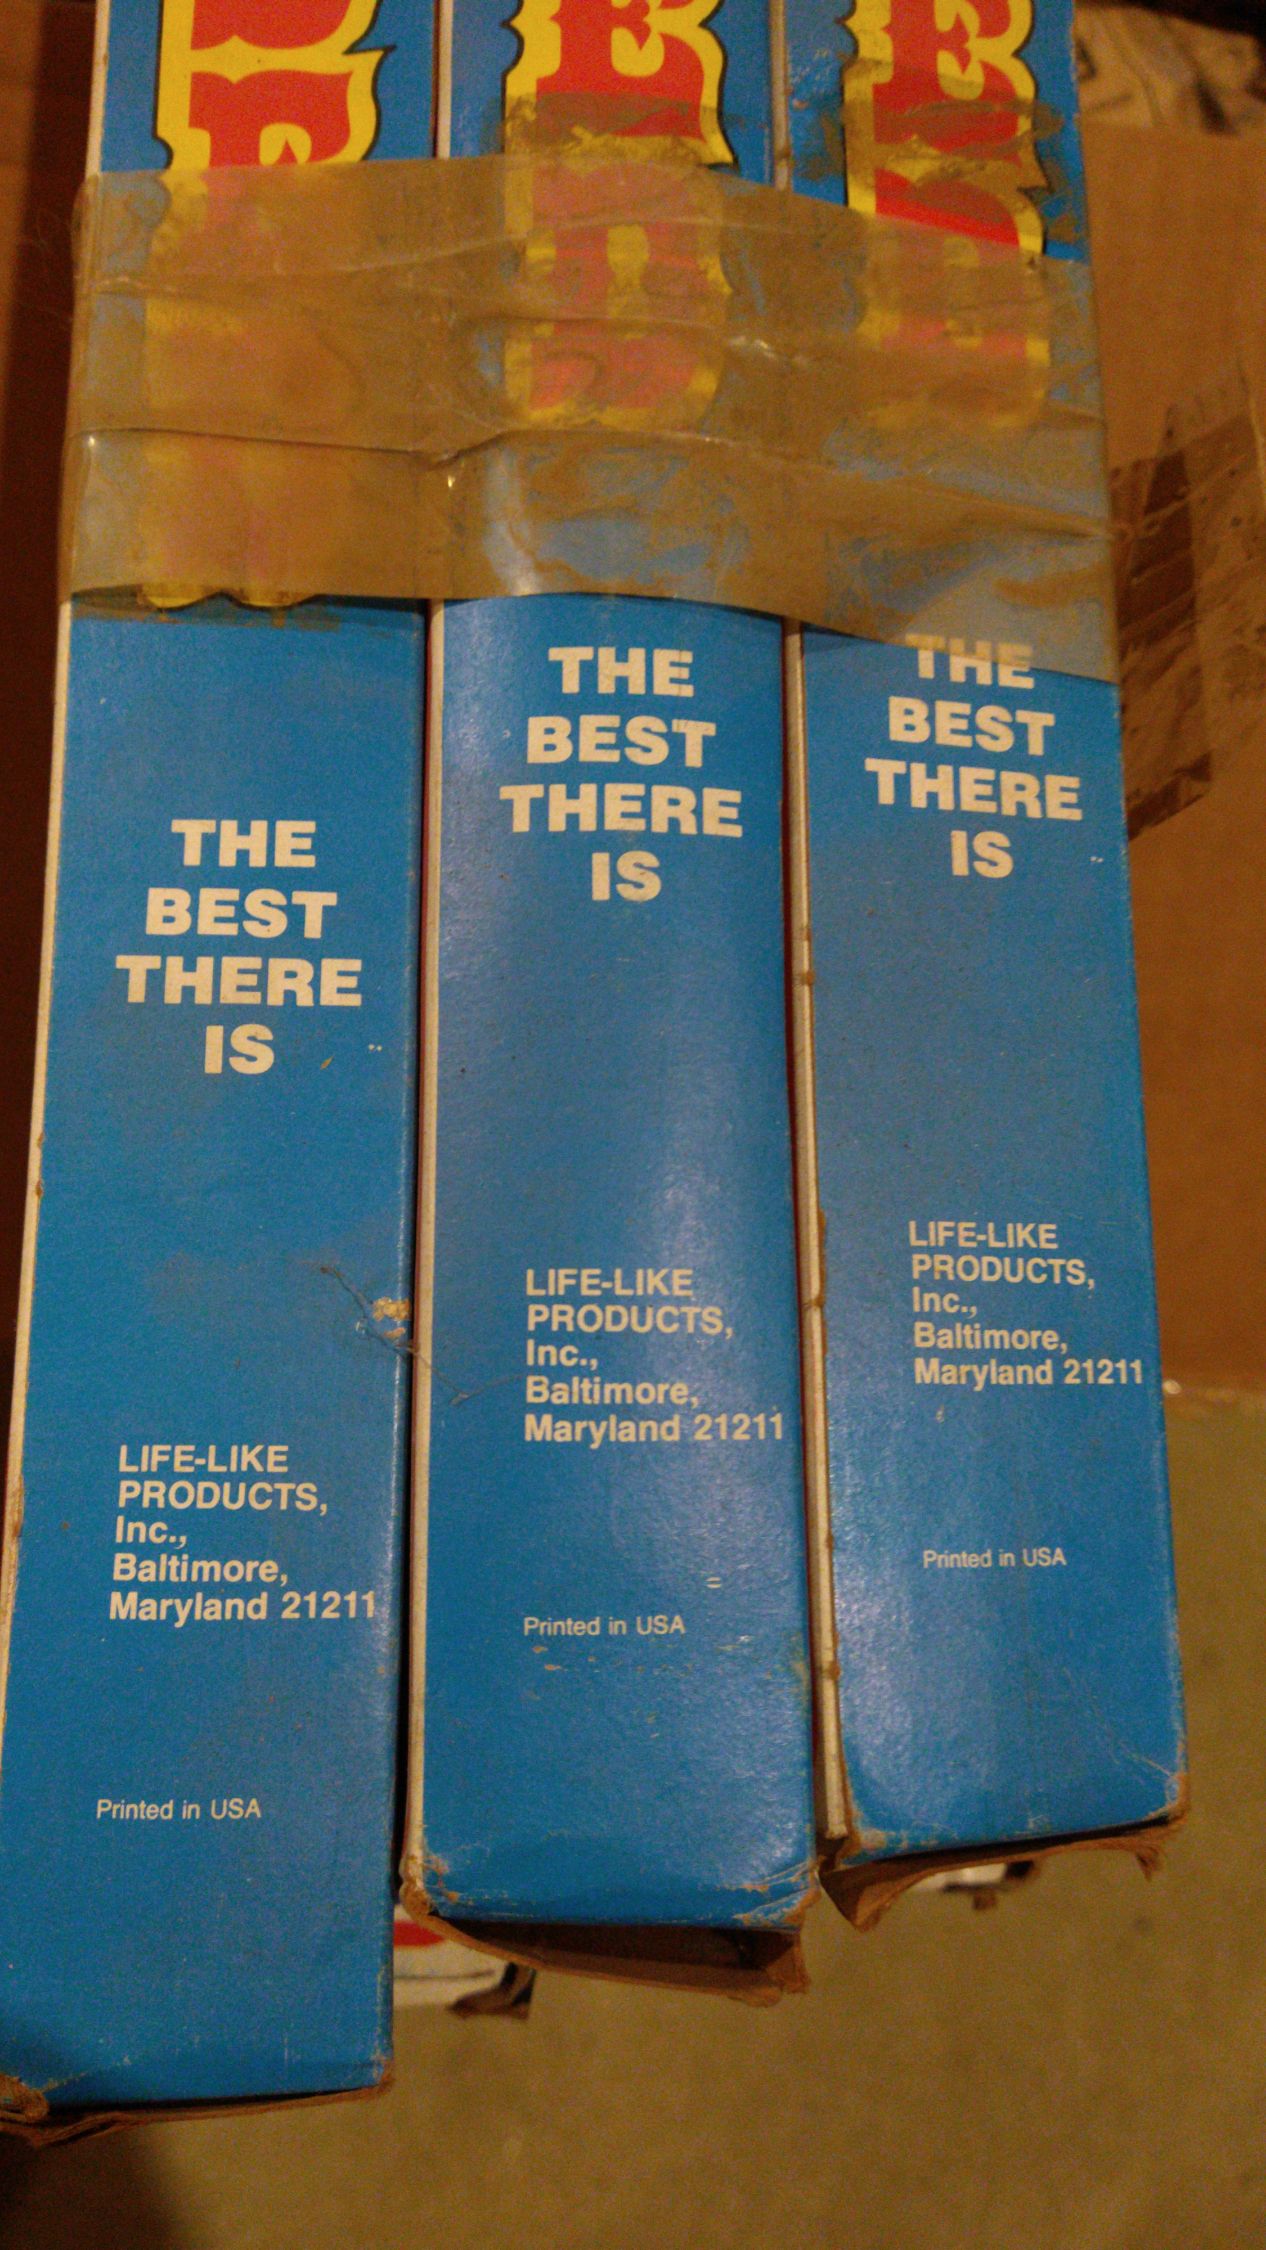 THE
BEST
THERE
IS
LIFE-LIKE
PRODUCTS,
Inc.,
Baltimore,
Maryland 21211
Printed in USA
THE
BEST
THERE
IS
LIFE-LIKE
PRODUCTS,
Inc.,
Baltimore,
Maryland 21211
Printed in USA
THE
BEST
THERE
IS
LIFE-LIKE
PRODUCTS,
Inc.,
Baltimore,
Maryland 21211
Printed in USA